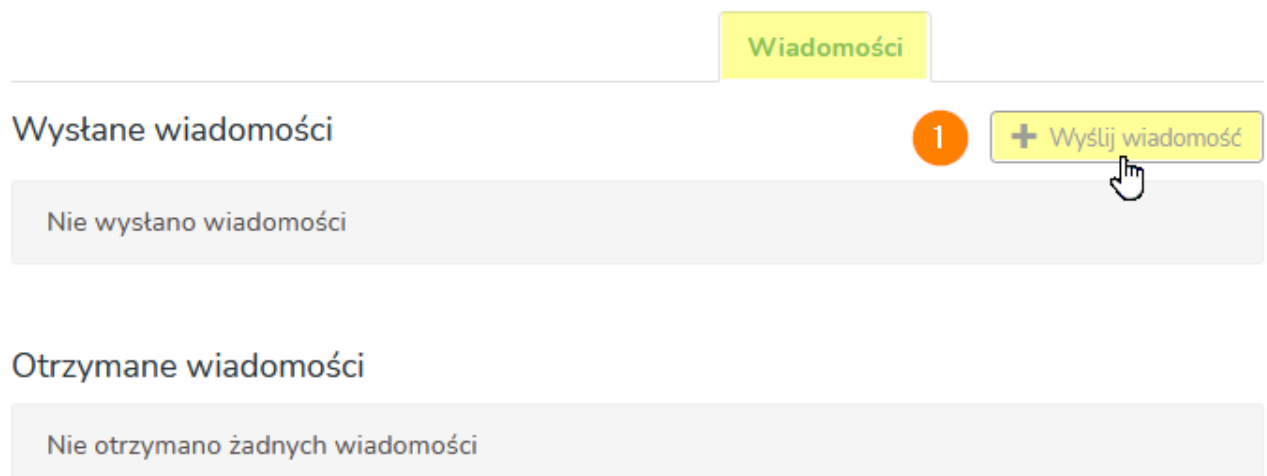 Wiadomości
Wysłane wiadomości
1
Wyślij wiadomość
Nie wysłano wiadomości
Otrzymane wiadomości
Nie otrzymano żadnych wiadomości